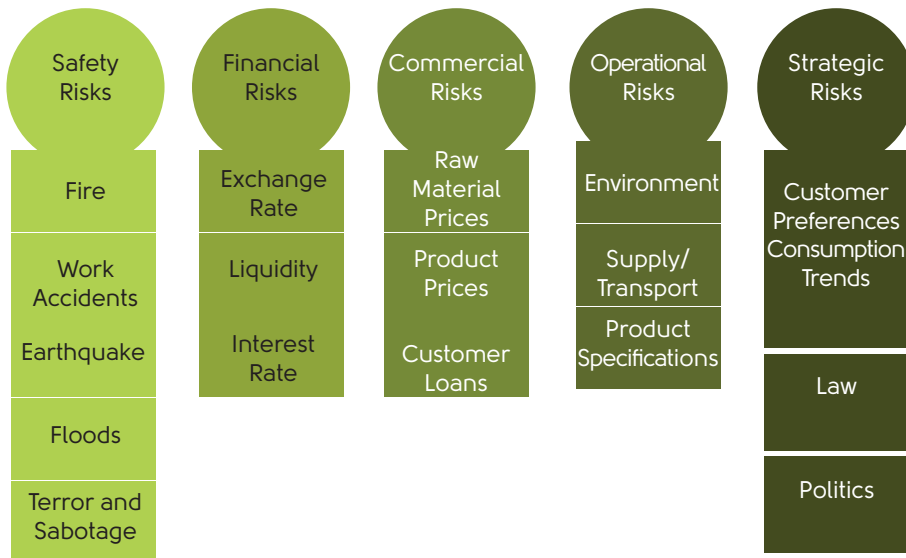 Safety
Risks
Fire
Work
Accidents
Earthquake
Floods
Terror and
Sabotage
Financial
Risks
Exchange
Rate
Liquidity
Interest
Rate
Commercial
Risks
Raw
Material
Prices
Product
Prices
Customer
Loans
Operational
Risks
Environment
Supply/
Transport
Product
Specifications
Strategic
Risks
Customer
Preferences
Consumption
Trends
Law
Politics